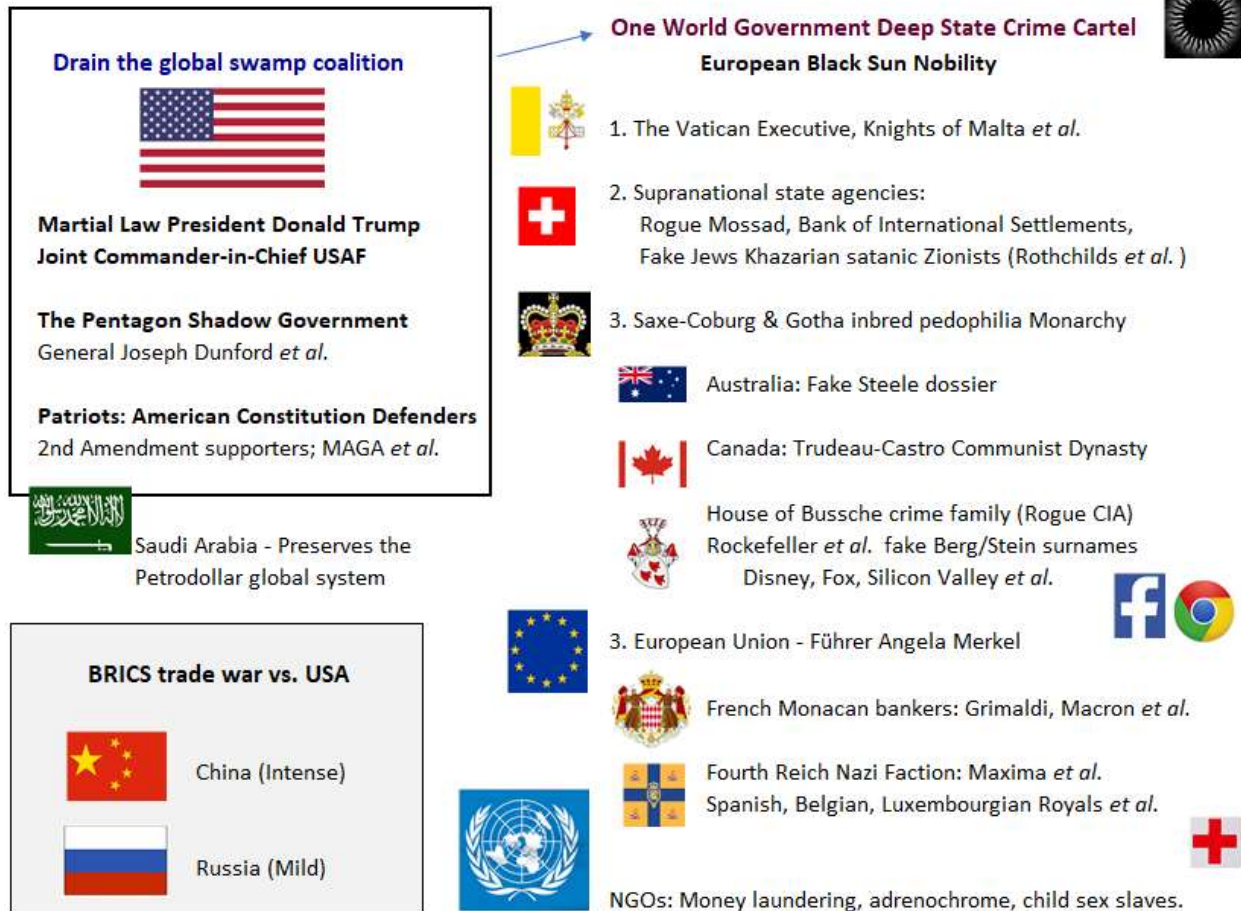 Drain the global swamp coalition
Martial Law President Donald Trump
Joint Commander-in-Chief USAF
The Pentagon Shadow Government
General Joseph Dunford et al.
Patriots: American Constitution Defenders
2nd Amendment supporters; MAGA et al.
لا إله إلا الله محمد رسول الله
Saudi Arabia - Preserves the
Petrodollar global system
BRICS trade war vs. USA
China (Intense)
Russia (Mild)
One World Government Deep State Crime Cartel
European Black Sun Nobility
1. The Vatican Executive, Knights of Malta et al.
2. Supranational state agencies:
Rogue Mossad, Bank of International Settlements,
Fake Jews Khazarian satanic Zionists (Rothchilds et al. )
3. Saxe-Coburg & Gotha inbred pedophilia Monarchy
Australia: Fake Steele dossier
Canada: Trudeau-Castro Communist Dynasty
House of Bussche crime family (Rogue CIA)
Rockefeller et al. fake Berg/Stein surnames
Disney, Fox, Silicon Valley et al.
f
3. European Union - Führer Angela Merkel
French Monacan bankers: Grimaldi, Macron et al.
Fourth Reich Nazi Faction: Maxima et al.
Spanish, Belgian, Luxembourgian Royals et al.
NGOs: Money laundering, adrenochrome, child sex slaves.